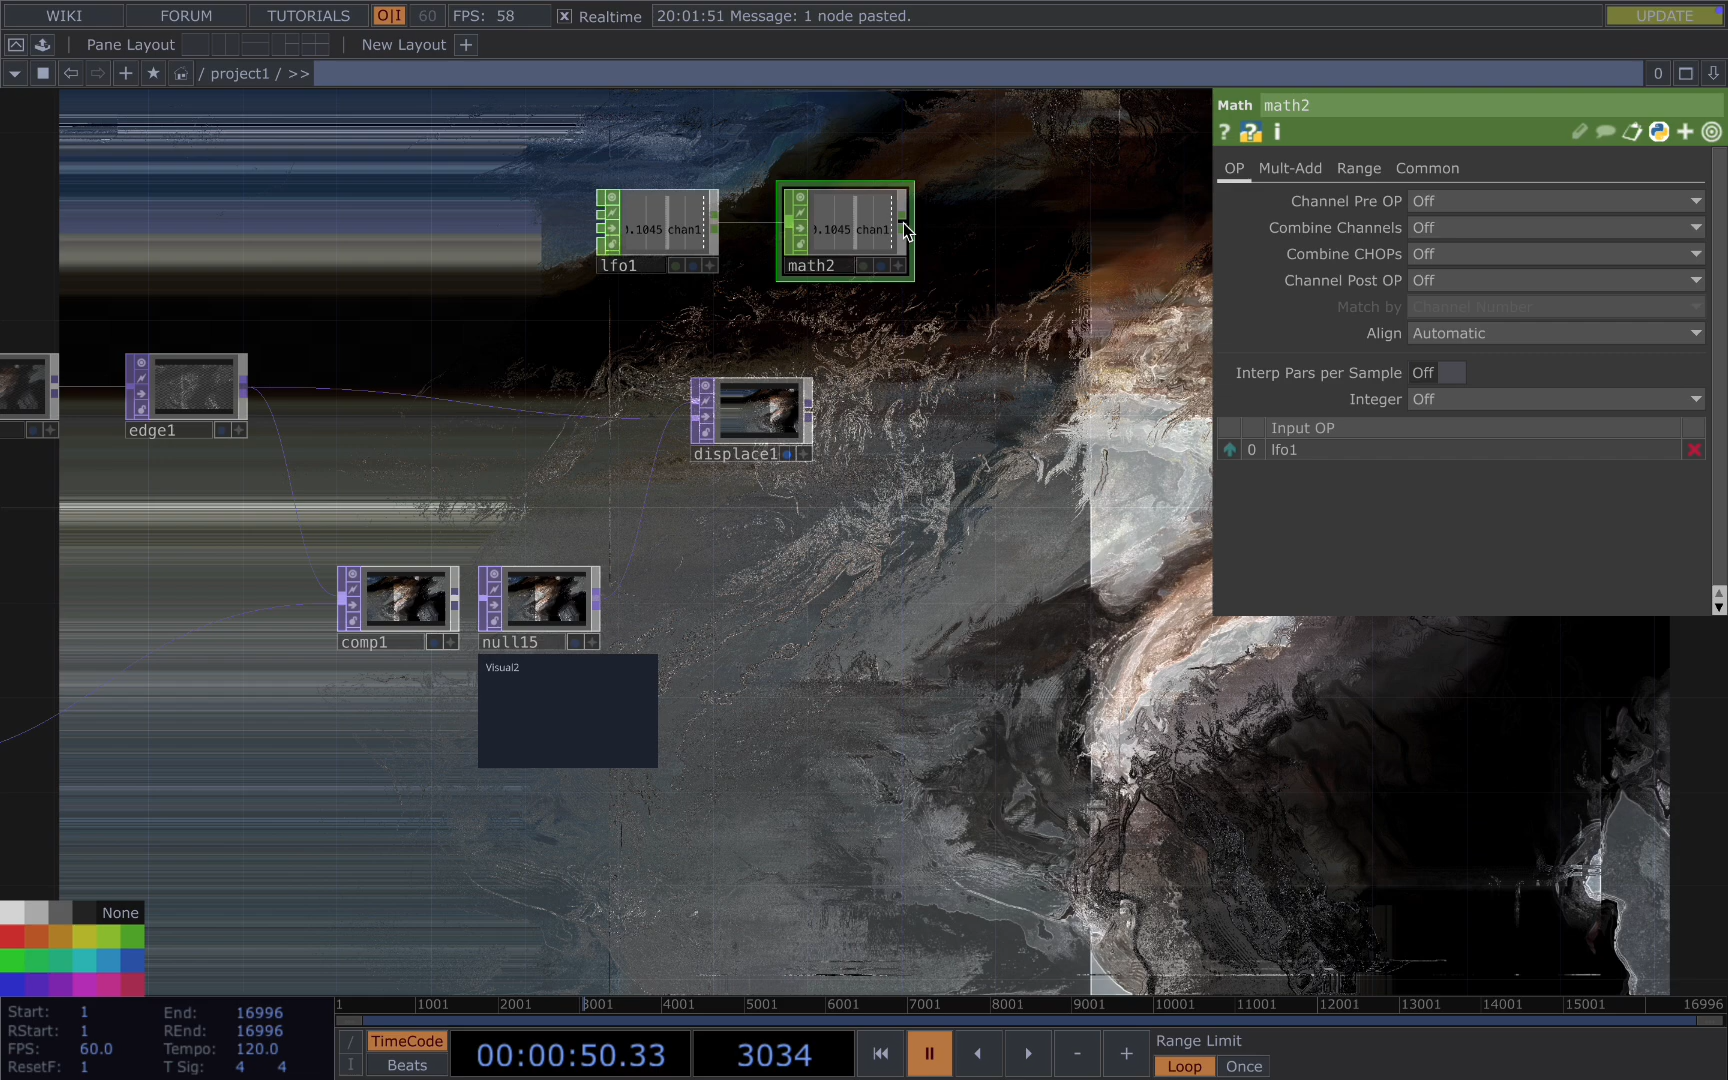 WIKI FORUM TUTORIALS O|I 60 FPS: 58 Realtime 20:01:51 Message: 1 node pasted. UPDATE
Pane Layout New Layout +
/ project1 / >> 0
Math math2
? ? i
OP Multi-Add Range Common
Channel Pre OP Off
Combine Channels Off
Combine CHOPs Off
Channel Post OP Off
Match by Channel Number
Align Automatic
Interp Pars per Sample Off
Integer Off
Input OP
0 lfo1
0.1045 chan1
lfo1
0.1045 chan1
math2
edge1
displace1
comp1
null15
Visual2
None
1 1001 2001 3001 4001 5001 6001 7001 8001 9001 10001 11001 12001 13001 14001 15001 16996
Start: 1 End: 16996
RStart: 1 REnd: 16996
FPS: 60.0 Tempo: 120.0
ResetF: 1 T Sig: 4 4
TimeCode
Beats
00:00:50.33 3034
- +
Range Limit
Loop Once